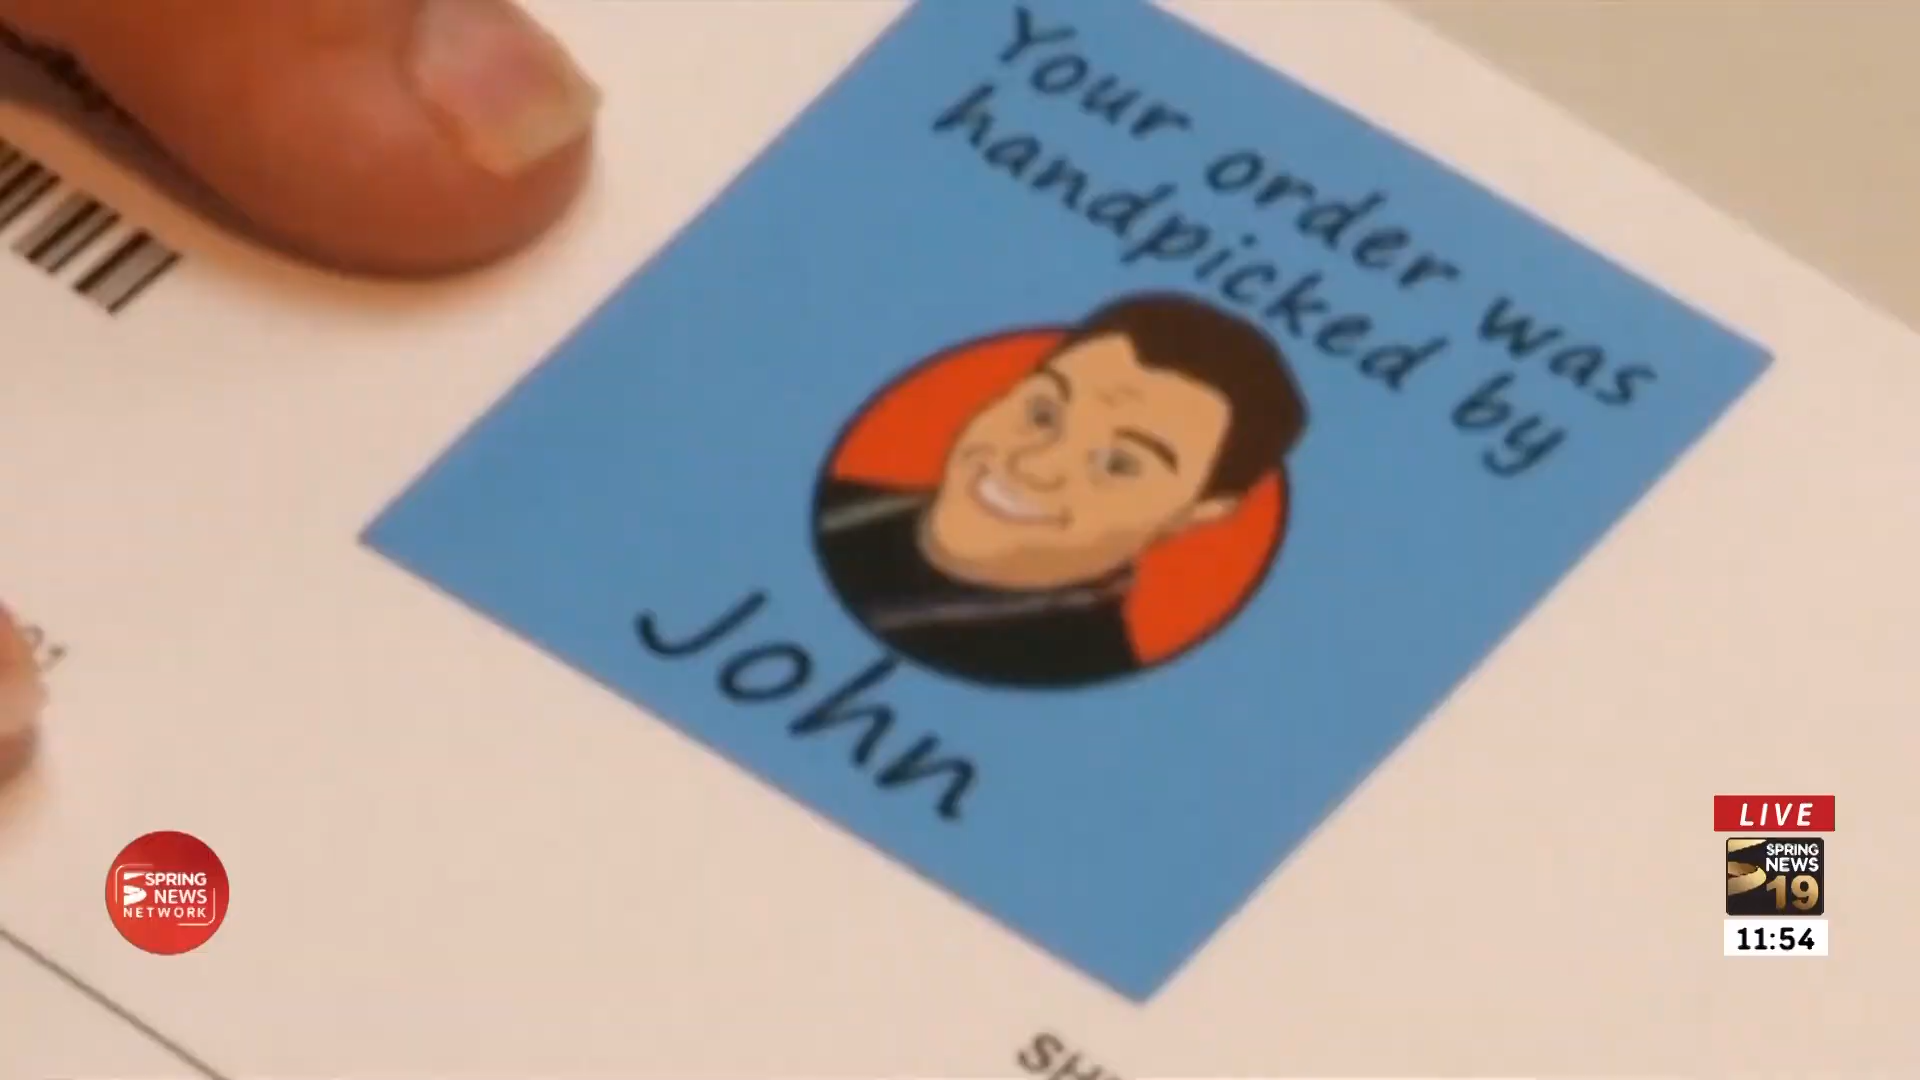 Your order was
handpicked by
John
SPRING
NEWS
NETWORK
LIVE
SPRING
NEWS
19
11:54